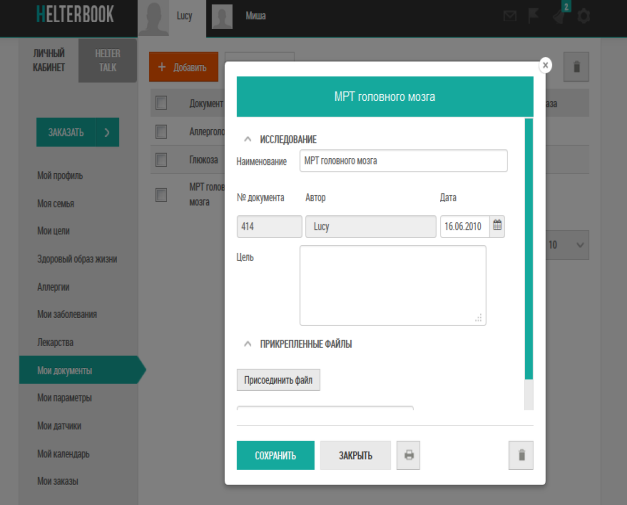 HELTERBOOK
Lucy
Миша
2
ЛИЧНЫЙ
КАБИНЕТ
HELTER
TALK
ЗАКАЗАТЬ
Мой профиль
Моя семья
Мои цели
Здоровый образ жизни
Аллергии
Мои заболевания
Лекарства
Мои документы
Мои параметры
Мои датчики
Мой календарь
Мои заказы
+ Добавить
Документ
Глюкоза
МРТ голов
мозга
10
МРТ головного мозга
ИССЛЕДОВАНИЕ
Наименование
МРТ головного мозга
№ документа Автор Дата
414 Lucy 16.06.2010
Цель
ПРИКРЕПЛЕННЫЕ ФАЙЛЫ
Присоединить файл
СОХРАНИТЬ ЗАКРЫТЬ